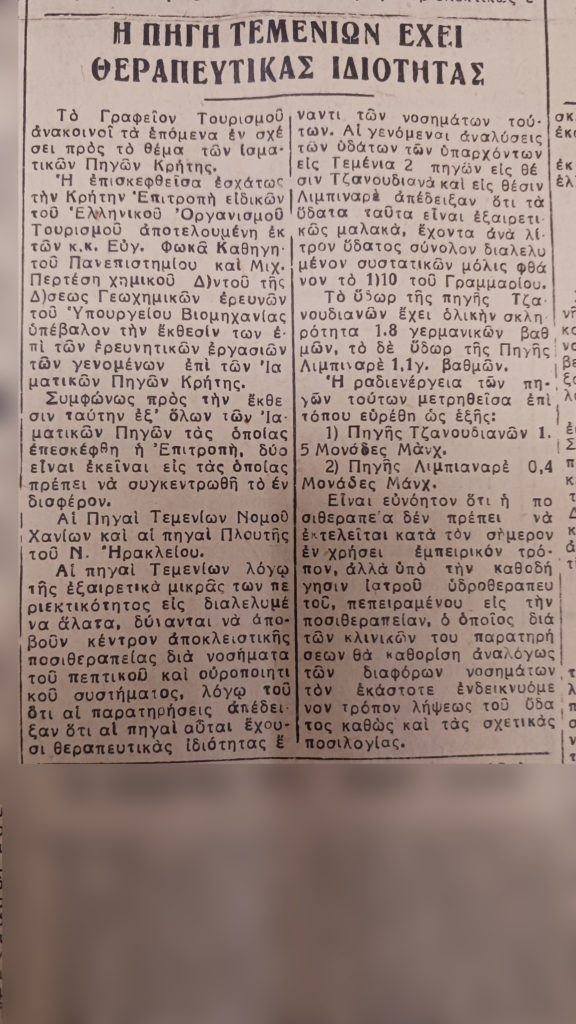 Η ΠΗΓΗ ΤΕΜΕΝΙΩΝ ΕΧΕΙ
ΘΕΡΑΠΕΥΤΙΚΑΣ ΙΔΙΟΤΗΤΑΣ
Τὸ Γραφεῖον Τουρισμοῦ
ἀνακοινοῖ τὰ ἑπόμενα ἐν σχέ
σει πρὸς τὸ θέμα τῶν ἰαμα
τικῶν Πηγῶν Κρήτης.
Ἡ ἐπισκεφθεῖσα ἐσχάτως
τὴν Κρήτην Ἐπιτροπὴ εἰδικῶν
τοῦ Ἑλληνικοῦ Ὀργανισμοῦ
Τουρισμοῦ ἀποτελουμένη ἐκ
τῶν κ.κ. Εὐγ. Φωκᾶ Καθηγη
τοῦ Πανεπιστημίου καὶ Μιχ.
Περτέση χημικοῦ Δ)ντοῦ τῆς
Δ)σεως Γεωχημικῶν ἐρευνῶν
τοῦ Ὑπουργείου Βιομηχανίας
ὑπέβαλον τὴν ἔκθεσίν των ἐ-
πὶ τῶν ἐρευνητικῶν ἐργασιῶν
τῶν γενομένων ἐπὶ τῶν Ἰα
ματικῶν Πηγῶν Κρήτης.
Συμφώνως πρὸς τὴν ἔκθε
σιν ταύτην ἐξ' ὅλων τῶν Ἰα-
ματικῶν Πηγῶν τὰς ὁποίας
ἐπεσκέφθη ἡ Ἐπιτροπή, δύο
εἶναι ἐκεῖναι εἰς τὰς ὁποίας
πρέπει νὰ συγκεντρωθῆ τὸ ἐν
διαφέρον.
Αἱ Πηγαὶ Τεμενίων Νομοῦ
Χανίων καὶ αἱ πηγαὶ Πλουτῆς
τοῦ Ν. Ἡρακλείου.
Αἱ πηγαὶ Τεμενίων λόγῳ
τῆς ἐξαιρετικὰ μικρᾶς των πε
ριεκτικότητος εἰς διαλελυμέ
να ἅλατα, δύνανται νὰ ἀπο-
βοῦν κέντρον ἀποκλειστικῆς
ποσιθεραπείας διὰ νοσήματα
τοῦ πεπτικοῦ καὶ οὐροποιητι
κοῦ συστήματος, λόγῳ τοῦ
ὅτι αἱ παρατηρήσεις ἀπέδει-
ξαν ὅτι αἱ πηγαὶ αὗται ἔχου-
σι θεραπευτικὰς ἰδιότητας ἔ
ναντι τῶν νοσημάτων τού-
των. Αἱ γενόμεναι ἀναλύσεις
τῶν ὑδάτων τῶν ὑπαρχόντων
εἰς Τεμένια 2 πηγῶν εἰς θέ
σιν Τζανουδιανὰ καὶ εἰς θέσιν
Λιμπιναρὲ ἀπέδειξαν ὅτι τὰ
ὕδατα ταῦτα εἶναι ἐξαιρετι-
κῶς μαλακά, ἔχοντα ἀνὰ λί
τρον ὕδατος σύνολον διαλελυ
μένον συστατικῶν μόλις φθά
νον τὸ 1)10 τοῦ Γραμμαρίου.
Τὸ ὕδωρ τῆς πηγῆς Τζα-
νουδιανῶν ἔχει ὁλικὴν σκλη
ρότητα 1.8 γερμανικῶν βαθ
μῶν, τὸ δὲ ὕδωρ τῆς Πηγῆς
Λιμπιναρὲ 1,1γ. βαθμῶν.
Ἡ ραδιενέργεια τῶν πη-
γῶν τούτων μετρηθεῖσα ἐπὶ
τόπου εὑρέθη ὡς ἑξῆς:
1) Πηγῆς Τζανουδιανῶν 1.
5 Μονάδες Μάνχ.
2) Πηγῆς Λιμπιαναρὲ 0,4
Μονάδες Μάνχ.
Εἶναι εὐνόητον ὅτι ἡ πο
σιθεραπεία δὲν πρέπει νὰ
ἐκτελεῖται κατὰ τὸν σήμερον
ἐν χρήσει ἐμπειρικὸν τρό-
πον, ἀλλὰ ὑπὸ τὴν καθοδή
γησιν ἰατροῦ ὑδροθεραπευ
τοῦ, πεπειραμένου εἰς τὴν
ποσιθεραπείαν, ὁ ὁποῖος διὰ
τῶν κλινικῶν του παρατηρή
σεων θὰ καθορίση ἀναλόγως
τῶν διαφόρων νοσημάτων
τὸν ἑκάστοτε ἐνδεικνυόμε
νον τρόπον λήψεως τοῦ ὕδα
τος καθὼς καὶ τὰς σχετικὰς
ποσιλογίας.